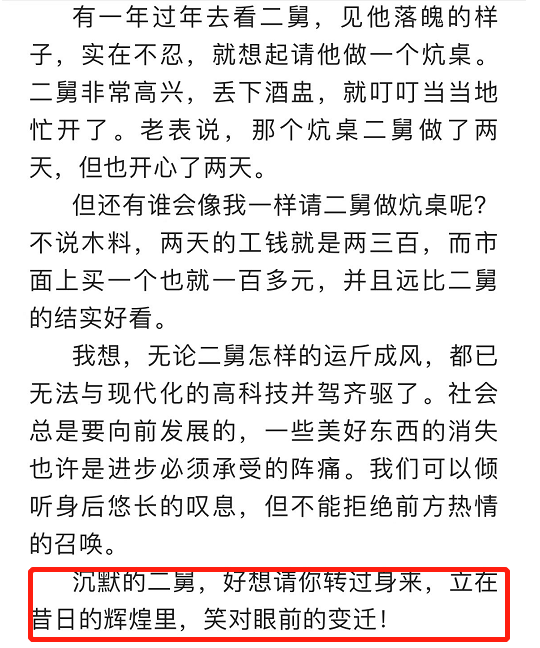 有一年过年去看二舅，见他落魄的样
子，实在不忍，就想起请他做一个炕桌。
二舅非常高兴，丢下酒盅，就叮叮当当地
忙开了。老表说，那个炕桌二舅做了两
天，但也开心了两天。
但还有谁会像我一样请二舅做炕桌呢？
不说木料，两天的工钱就是两三百，而市
面上买一个也就一百多元，并且远比二舅
的结实好看。
我想，无论二舅怎样的运斤成风，都已
无法与现代化的高科技并驾齐驱了。社会
总是要向前发展的，一些美好东西的消失
也许是进步必须承受的阵痛。我们可以倾
听身后悠长的叹息，但不能拒绝前方热情
的召唤。
沉默的二舅，好想请你转过身来，立在
昔日的辉煌里，笑对眼前的变迁！